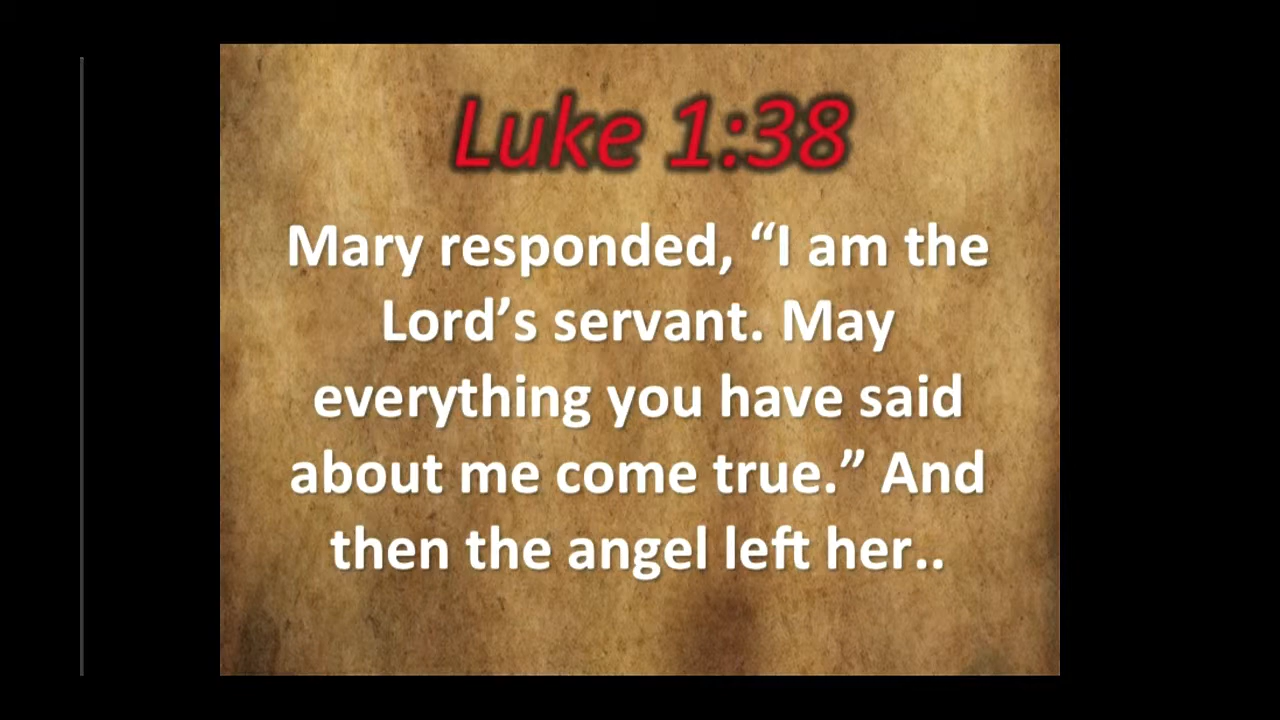 Luke 1:38
Mary responded, “I am the
Lord’s servant. May
everything you have said
about me come true.” And
then the angel left her..